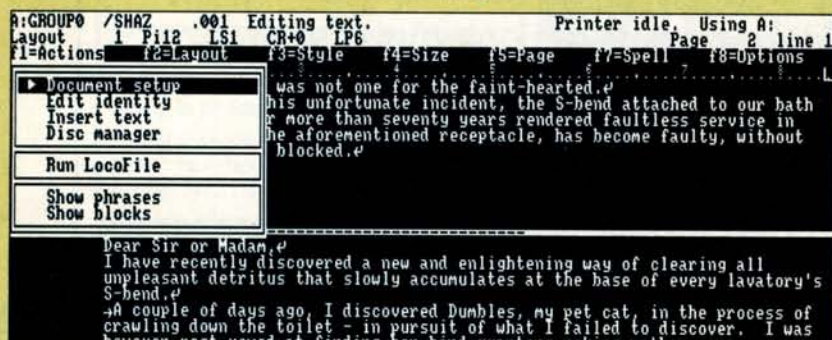 A:GROUP0 /SHAZ .001 Editing text. Printer idle. Using A:
Layout 1 Pi12 LS1 CR+0 LP6 Page 2 line 1
f1=Actions f2=Layout f3=Style f4=Size f5=Page f7=Spell f8=Options
Document setup
Edit identity
Insert text
Disc manager
Run LocoFile
Show phrases
Show blocks
was not one for the faint-hearted.↵
his unfortunate incident, the S-bend attached to our bath
r more than seventy years rendered faultless service in
he aforementioned receptacle, has become faulty, without
blocked.↵
Dear Sir or Madam,↵
I have recently discovered a new and enlightening way of clearing all
unpleasant detritus that slowly accumulates at the base of every lavatory's
S-bend.↵
→A couple of days ago, I discovered Dumbles, my pet cat, in the process of
crawling down the toilet - in pursuit of what I failed to discover. I was